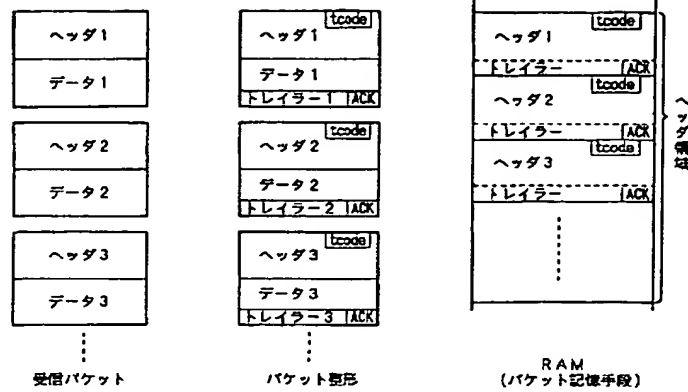 ヘッダ1
データ1
ヘッダ2
データ2
ヘッダ3
データ3
受信パケット
tcode
ヘッダ1
データ1
トレイラー1 ACK
tcode
ヘッダ2
データ2
トレイラー2 ACK
tcode
ヘッダ3
データ3
トレイラー3 ACK
パケット整形
tcode
ヘッダ1
トレイラー ACK
tcode
ヘッダ2
トレイラー ACK
tcode
ヘッダ3
トレイラー ACK
ヘッダ領域
RAM
(パケット記憶手段)